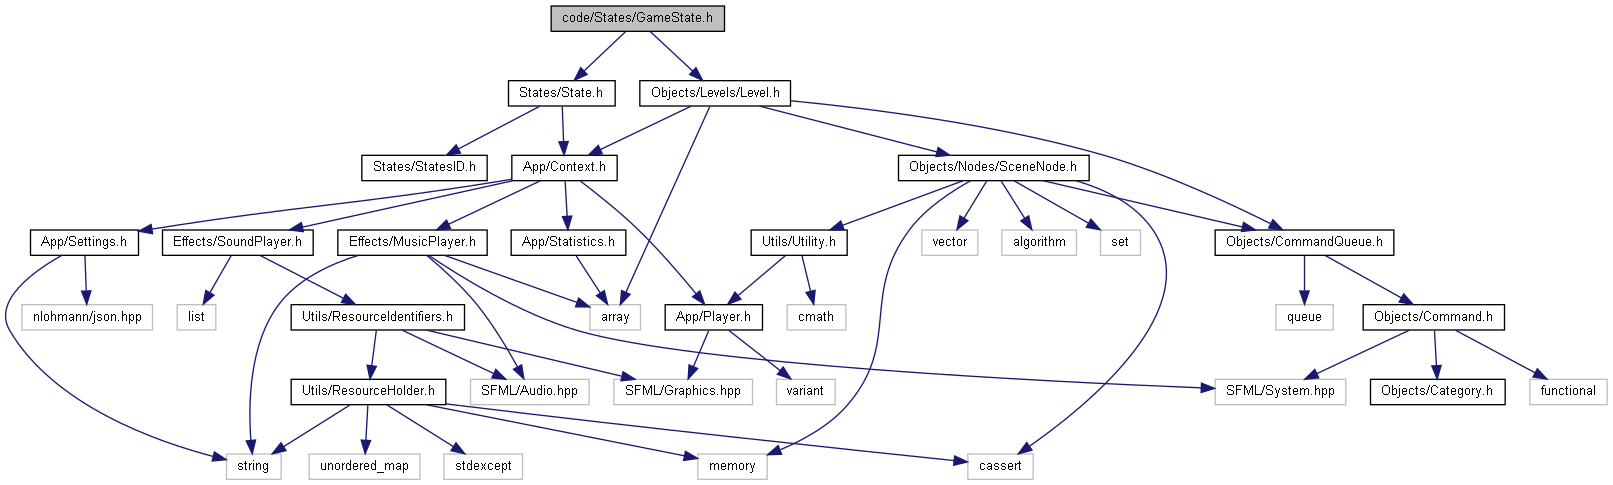 code/States/GameState.h
States/State.h
Objects/Levels/Level.h
States/StatesID.h
App/Context.h
Objects/Nodes/SceneNode.h
App/Settings.h
Effects/SoundPlayer.h
Effects/MusicPlayer.h
App/Statistics.h
Utils/Utility.h
vector
algorithm
set
Objects/CommandQueue.h
nlohmann/json.hpp
list
Utils/ResourceIdentifiers.h
array
App/Player.h
cmath
queue
Objects/Command.h
Utils/ResourceHolder.h
SFML/Audio.hpp
SFML/Graphics.hpp
variant
SFML/System.hpp
Objects/Category.h
functional
string
unordered_map
stdexcept
memory
cassert